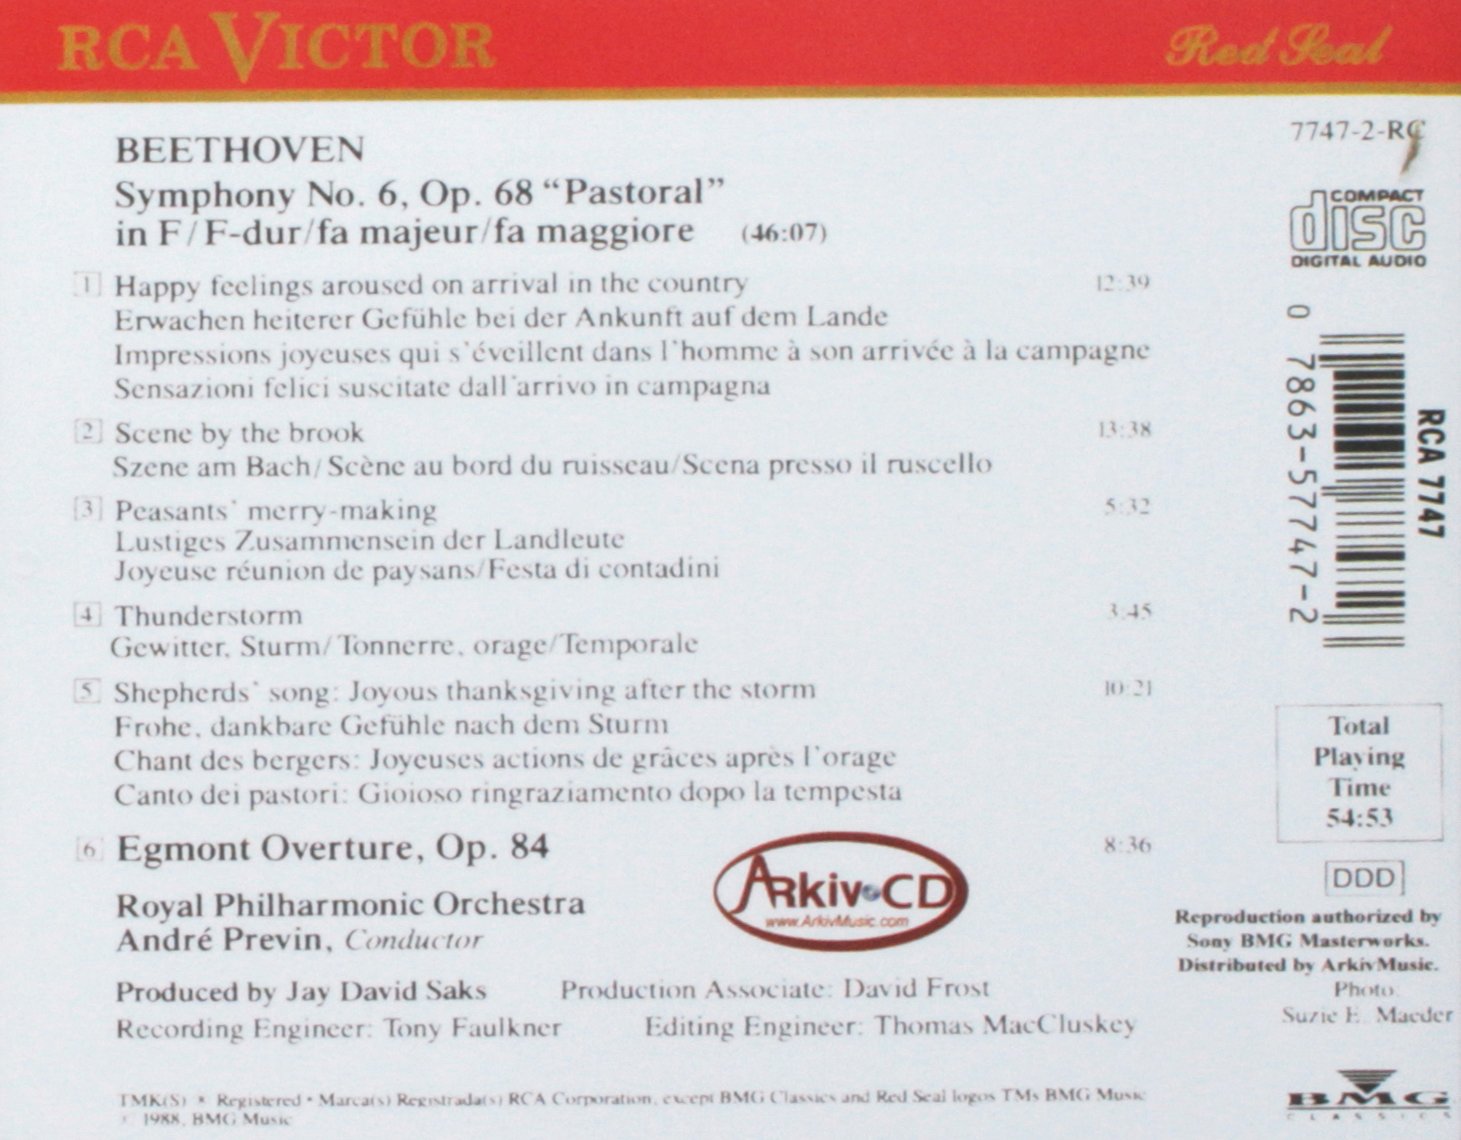 RCA VICTOR
Red Seal
7747-2-RC
COMPACT
disc
DIGITAL AUDIO
BEETHOVEN
Symphony No. 6, Op. 68 “Pastoral”
in F/F-dur/fa majeur/fa maggiore (46:07)
1 Happy feelings aroused on arrival in the country 12:39
Erwachen heiterer Gefühle bei der Ankunft auf dem Lande
Impressions joyeuses qui s'éveillent dans l'homme à son arrivée à la campagne
Sensazioni felici suscitate dall'arrivo in campagna
2 Scene by the brook 13:38
Szene am Bach/Scène au bord du ruisseau/Scena presso il ruscello
3 Peasants' merry-making 5:32
Lustiges Zusammensein der Landleute
Joyeuse réunion de paysans/Festa di contadini
4 Thunderstorm 3:45
Gewitter, Sturm/Tonnerre, orage/Temporale
5 Shepherds' song: Joyous thanksgiving after the storm 10:21
Frohe, dankbare Gefühle nach dem Sturm
Chant des bergers: Joyeuses actions de grâces après l'orage
Canto dei pastori: Gioioso ringraziamento dopo la tempesta
6 Egmont Overture, Op. 84 8:36
Royal Philharmonic Orchestra
André Previn, Conductor
ArkivCD
www.ArkivMusic.com
Produced by Jay David Saks Production Associate: David Frost
Recording Engineer: Tony Faulkner Editing Engineer: Thomas MacCluskey
TMK(S) ® Registered • Marca(s) Registrada(s) RCA Corporation, except BMG Classics and Red Seal logos TMs BMG Music
1988, BMG Music
0 7863-57747-2
RCA 7747
Total
Playing
Time
54:53
DDD
Reproduction authorized by
Sony BMG Masterworks.
Distributed by ArkivMusic.
Photo:
Suzie E. Maeder
BMG
CLASSICS